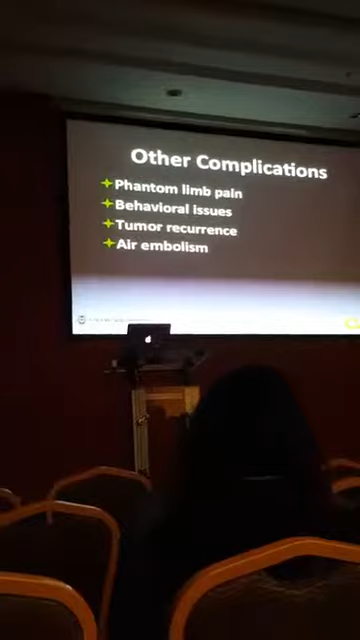 Other Complications
Phantom limb pain
Behavioral issues
Tumor recurrence
Air embolism